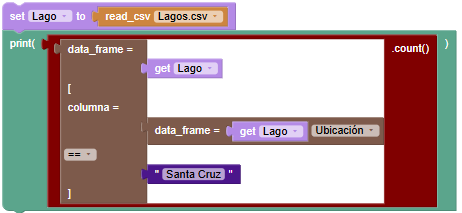 set Lago to read_csv Lagos.csv
print( data_frame = .count() )
get Lago
[
columna =
data_frame = get Lago Ubicación
==
" Santa Cruz "
]